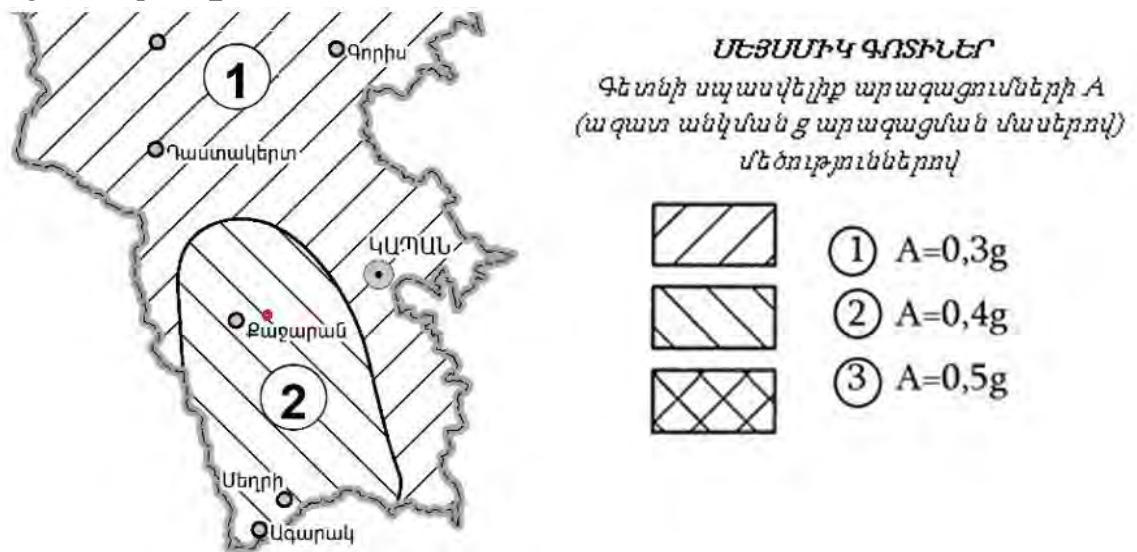 1
Գորիս
Դաստակերտ
ԿԱՊԱՆ
Քաջարան
2
Մեղրի
Ագարակ
ՍԵՅՍՄԻԿ ԳՈՏԻՆԵՐ
Գետնի սպասվելիք արագացումների A
(ազատ անկման g արագացման մասերով)
մեծություններով
1 A=0,3g
2 A=0,4g
3 A=0,5g